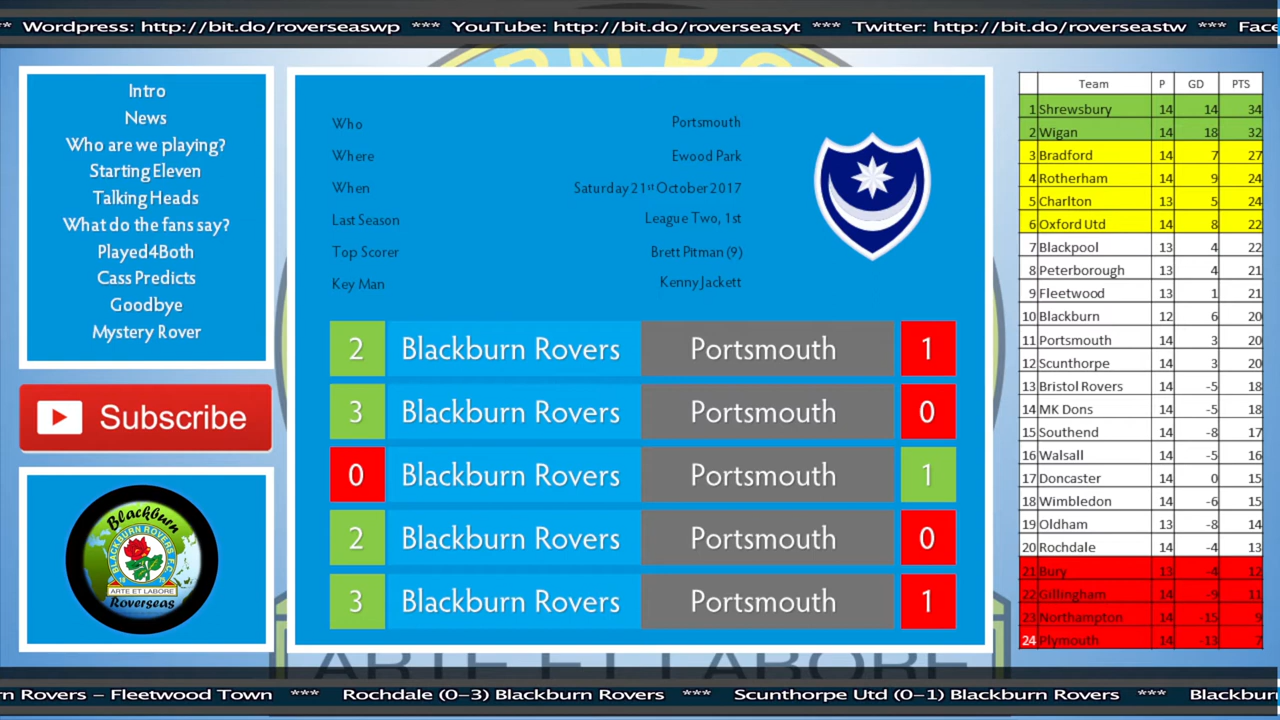 ** Wordpress: http://bit.do/roverseaswp *** YouTube: http://bit.do/roverseasyt *** Twitter: http://bit.do/roverseastw *** Face
Intro
News
Who are we playing?
Starting Eleven
Talking Heads
What do the fans say?
Played4Both
Cass Predicts
Goodbye
Mystery Rover
Subscribe
Blackburn
BLACKBURN ROVERS F.C.
1875
ARTE ET LABORE
Roverseas
Who Portsmouth
Where Ewood Park
When Saturday 21st October 2017
Last Season League Two, 1st
Top Scorer Brett Pitman (9)
Key Man Kenny Jackett
2 Blackburn Rovers Portsmouth 1
3 Blackburn Rovers Portsmouth 0
0 Blackburn Rovers Portsmouth 1
2 Blackburn Rovers Portsmouth 0
3 Blackburn Rovers Portsmouth 1
ARTE ET LABORE
Team P GD PTS
1 Shrewsbury 14 14 34
2 Wigan 14 18 32
3 Bradford 14 7 27
4 Rotherham 14 9 24
5 Charlton 13 5 24
6 Oxford Utd 14 8 22
7 Blackpool 13 4 22
8 Peterborough 13 4 21
9 Fleetwood 13 1 21
10 Blackburn 12 6 20
11 Portsmouth 14 3 20
12 Scunthorpe 14 3 20
13 Bristol Rovers 14 -5 18
14 MK Dons 14 -5 18
15 Southend 14 -8 17
16 Walsall 14 -5 16
17 Doncaster 14 0 15
18 Wimbledon 14 -6 15
19 Oldham 13 -8 14
20 Rochdale 14 -4 13
21 Bury 13 -4 12
22 Gillingham 14 -9 11
23 Northampton 14 -15 9
24 Plymouth 14 -13 7
rn Rovers – Fleetwood Town *** Rochdale (0-3) Blackburn Rovers *** Scunthorpe Utd (0-1) Blackburn Rovers *** Blackbur